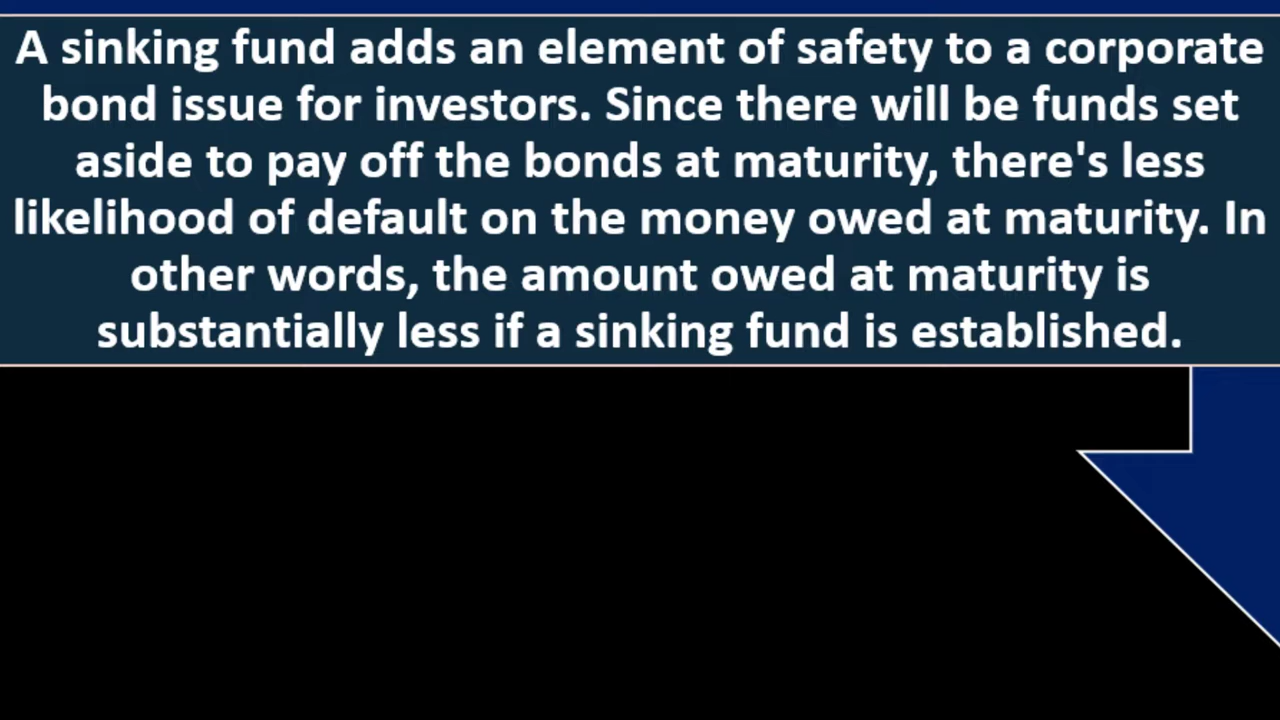 A sinking fund adds an element of safety to a corporate
bond issue for investors. Since there will be funds set
aside to pay off the bonds at maturity, there's less
likelihood of default on the money owed at maturity. In
other words, the amount owed at maturity is
substantially less if a sinking fund is established.